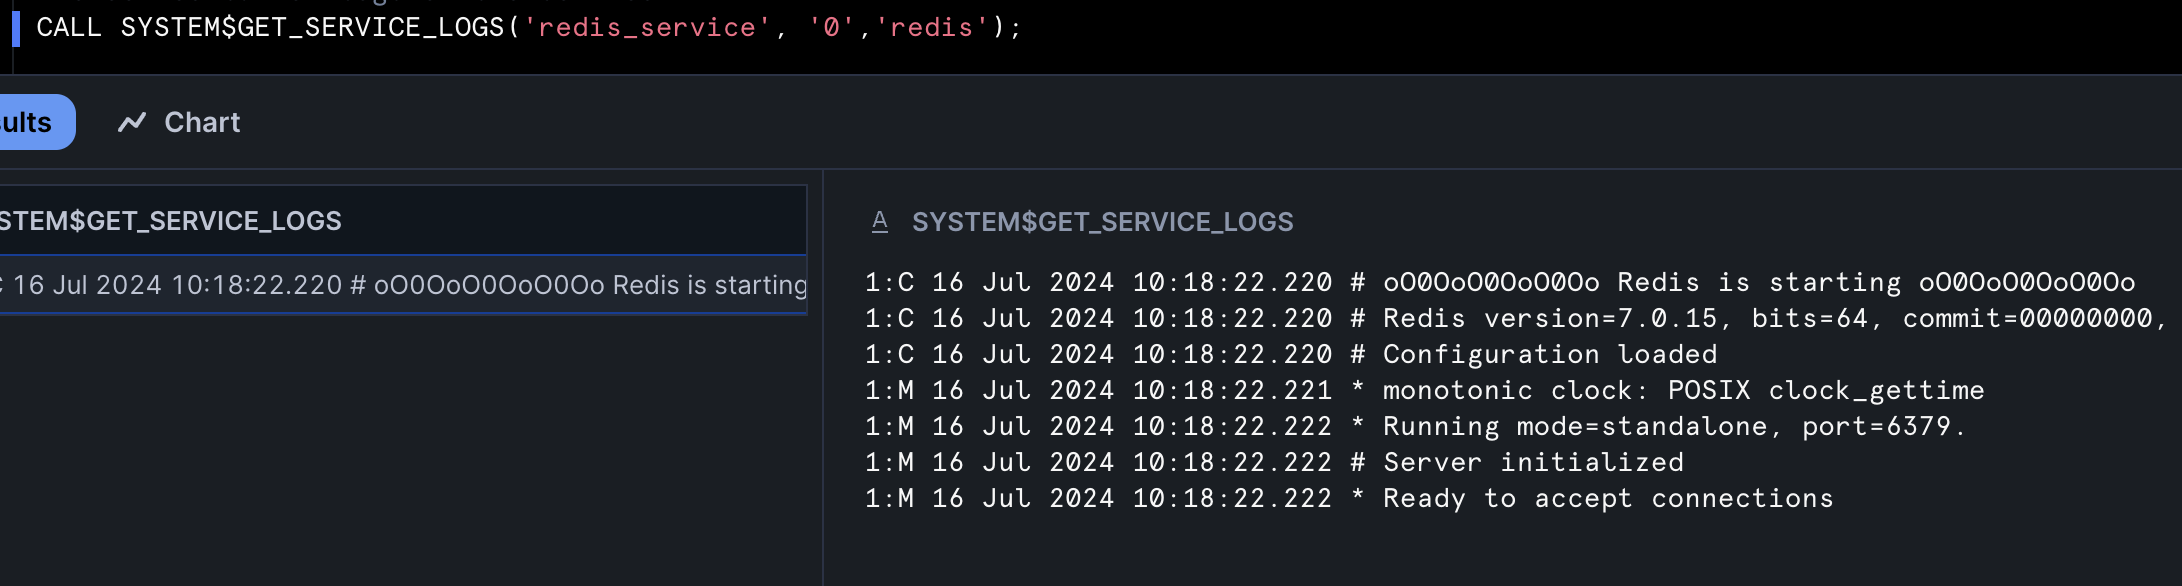 CALL SYSTEM$GET_SERVICE_LOGS('redis_service', '0','redis');
Chart
STEM$GET_SERVICE_LOGS
16 Jul 2024 10:18:22.220 # oO0OoO0OoO0Oo Redis is starting
A SYSTEM$GET_SERVICE_LOGS
1:C 16 Jul 2024 10:18:22.220 # oO0OoO0OoO0Oo Redis is starting oO0OoO0OoO0Oo
1:C 16 Jul 2024 10:18:22.220 # Redis version=7.0.15, bits=64, commit=00000000,
1:C 16 Jul 2024 10:18:22.220 # Configuration loaded
1:M 16 Jul 2024 10:18:22.221 * monotonic clock: POSIX clock_gettime
1:M 16 Jul 2024 10:18:22.222 * Running mode=standalone, port=6379.
1:M 16 Jul 2024 10:18:22.222 # Server initialized
1:M 16 Jul 2024 10:18:22.222 * Ready to accept connections